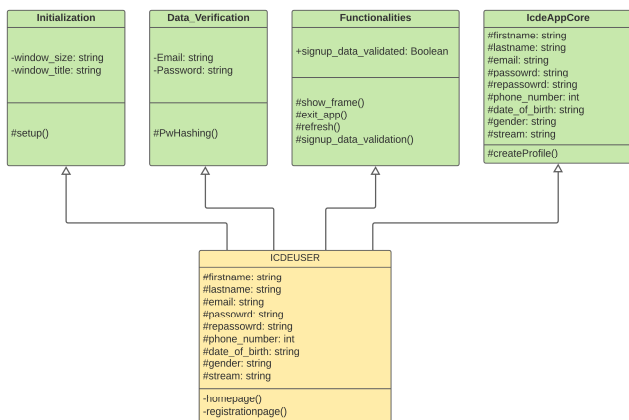 Initialization
-window_size: string
-window_title: string
#setup()
Data_Verification
-Email: string
-Password: string
#PwHashing()
Functionalities
+signup_data_validated: Boolean
#show_frame()
#exit_app()
#refresh()
#signup_data_validation()
IcdeAppCore
#firstname: string
#lastname: string
#email: string
#passowrd: string
#repassowrd: string
#phone_number: int
#date_of_birth: string
#gender: string
#stream: string
#createProfile()
ICDEUSER
#firstname: string
#lastname: string
#email: string
#passowrd: string
#repassowrd: string
#phone_number: int
#date_of_birth: string
#gender: string
#stream: string
-homepage()
-registrationpage()